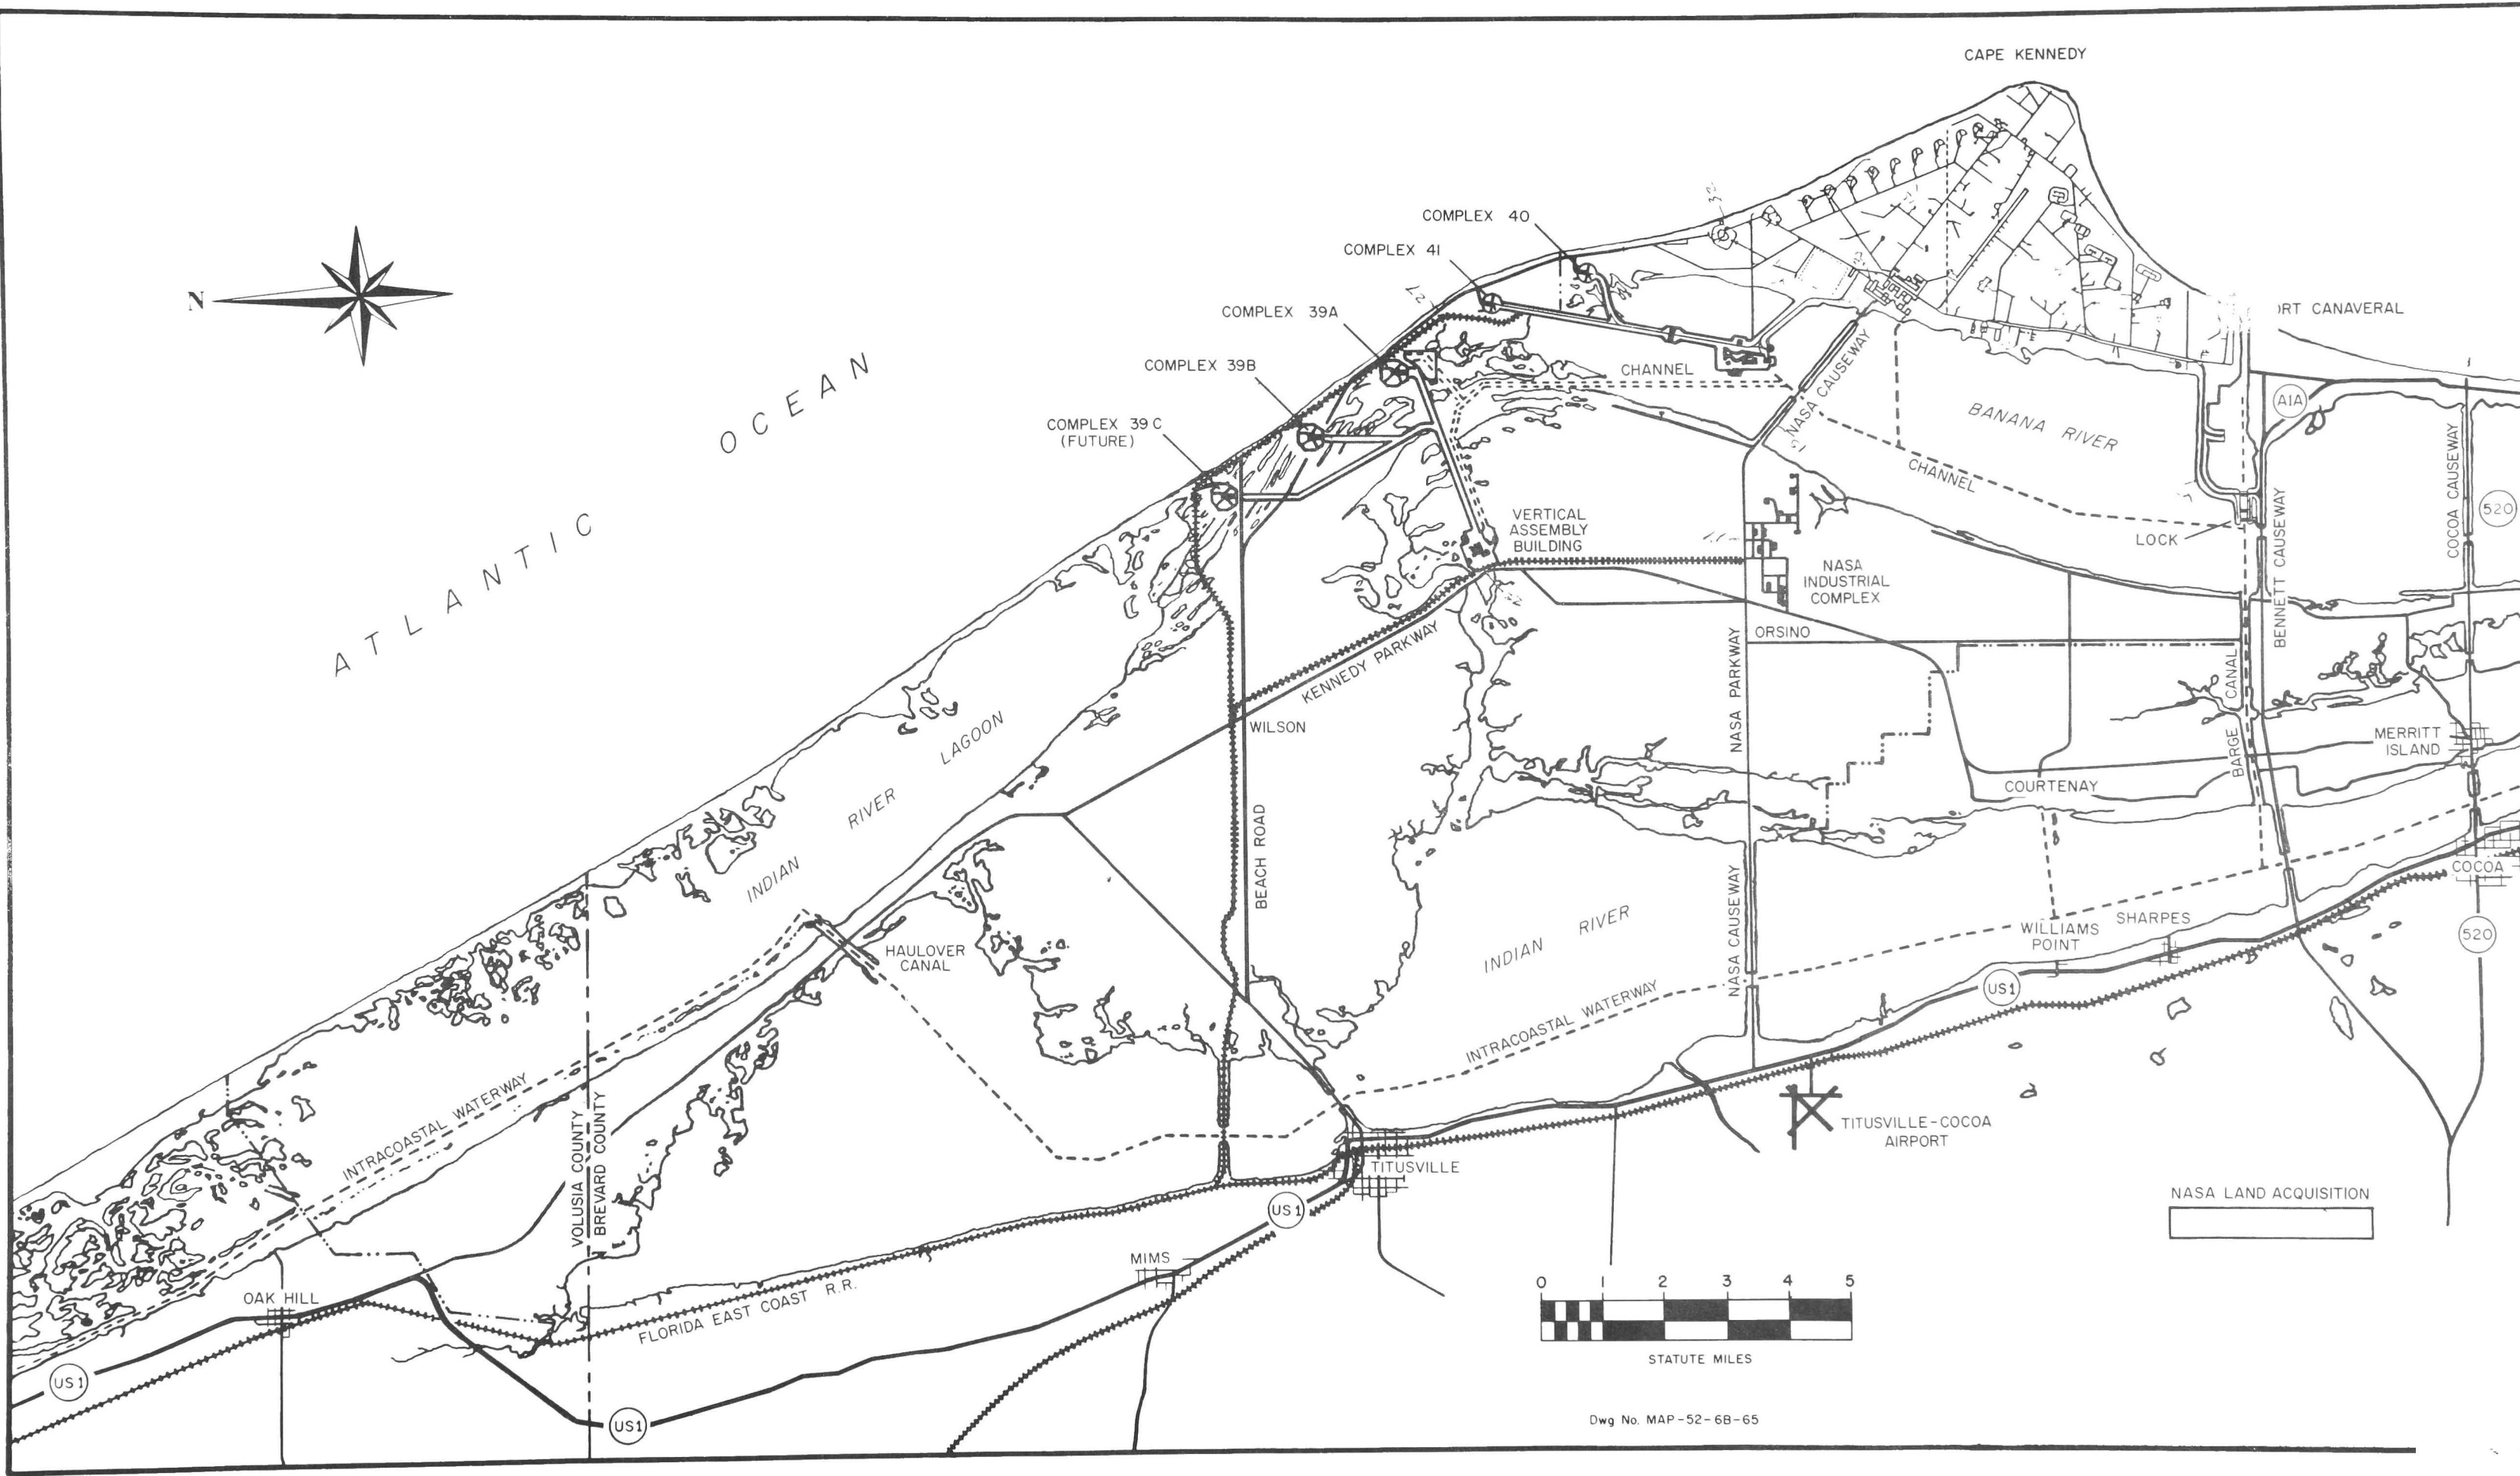 CAPE KENNEDY
COMPLEX 40
COMPLEX 41
COMPLEX 39A
COMPLEX 39B
COMPLEX 39C
(FUTURE)
N
ATLANTIC OCEAN
32
27
RT CANAVERAL
CHANNEL
NASA CAUSEWAY
BANANA RIVER
A1A
CHANNEL
COCOA CAUSEWAY
520
VERTICAL
ASSEMBLY
BUILDING
LOCK
BENNETT CAUSEWAY
NASA
INDUSTRIAL
COMPLEX
ORSINO
KENNEDY PARKWAY
NASA PARKWAY
BARGE CANAL
WILSON
MERRITT
ISLAND
COURTENAY
INDIAN RIVER LAGOON
BEACH ROAD
HAULOVER
CANAL
INDIAN RIVER
NASA CAUSEWAY
WILLIAMS
POINT
SHARPES
COCOA
520
US1
INTRACOASTAL WATERWAY
INTRACOASTAL WATERWAY
VOLUSIA COUNTY
BREVARD COUNTY
TITUSVILLE-COCOA
AIRPORT
TITUSVILLE
US1
NASA LAND ACQUISITION
MIMS
OAK HILL
FLORIDA EAST COAST R.R.
US1
US1
0 1 2 3 4 5
STATUTE MILES
Dwg No. MAP-52-6B-65